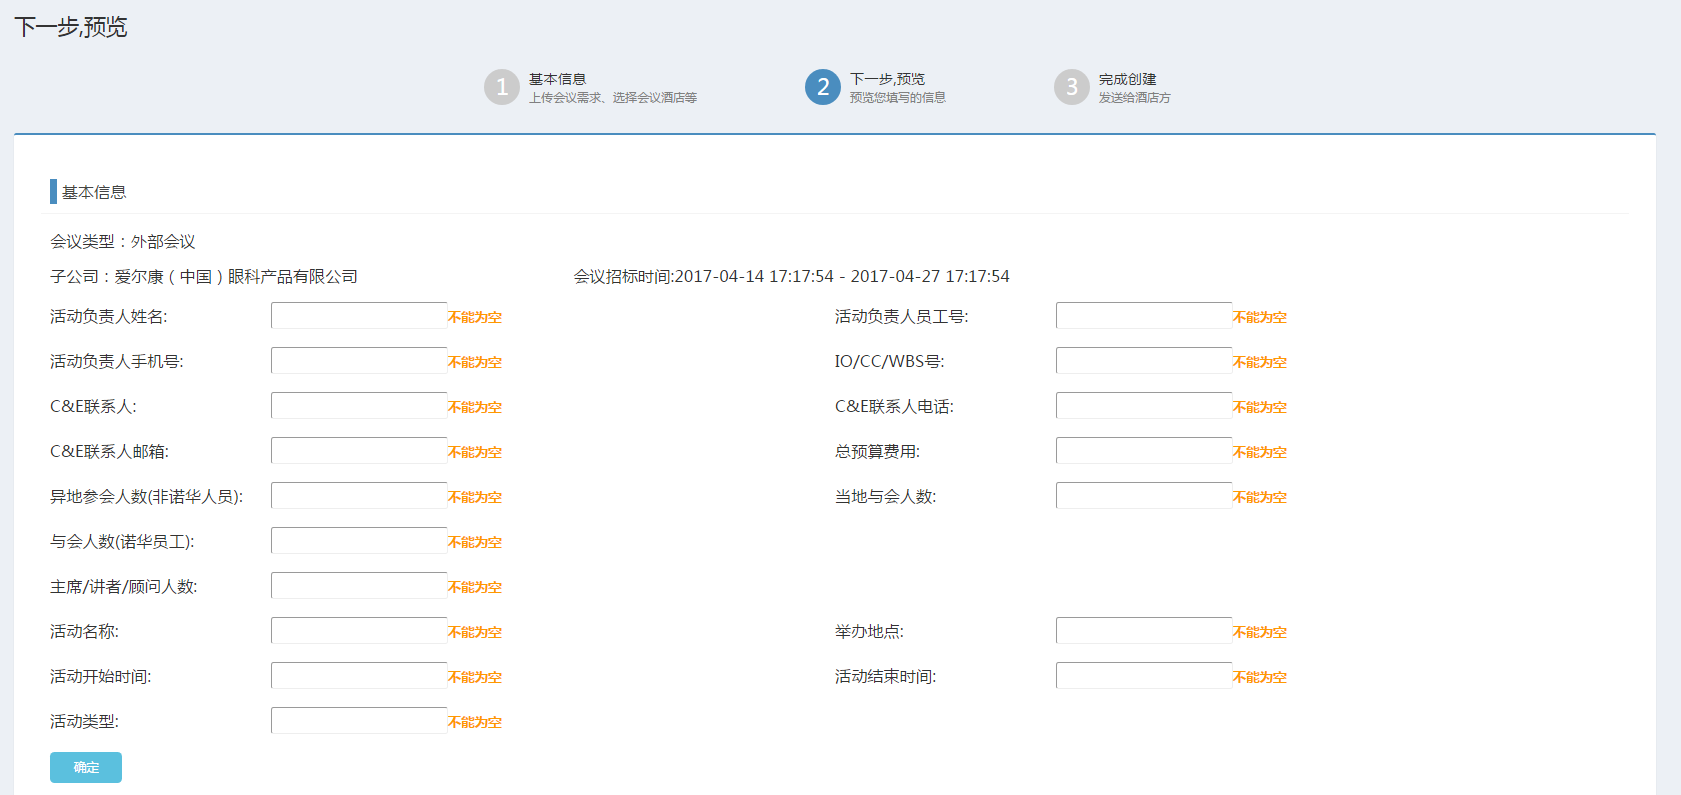 下一步,预览
1 基本信息 2 下一步,预览 3 完成创建
上传会议需求、选择会议酒店等 预览您填写的信息 发送给酒店方
基本信息
会议类型：外部会议
子公司：爱尔康（中国）眼科产品有限公司 会议招标时间:2017-04-14 17:17:54 - 2017-04-27 17:17:54
活动负责人姓名: 不能为空 活动负责人员工号: 不能为空
活动负责人手机号: 不能为空 IO/CC/WBS号: 不能为空
C&E联系人: 不能为空 C&E联系人电话: 不能为空
C&E联系人邮箱: 不能为空 总预算费用: 不能为空
异地参会人数(非诺华人员): 不能为空 当地与会人数: 不能为空
与会人数(诺华员工): 不能为空
主席/讲者/顾问人数: 不能为空
活动名称: 不能为空 举办地点: 不能为空
活动开始时间: 不能为空 活动结束时间: 不能为空
活动类型: 不能为空
确定